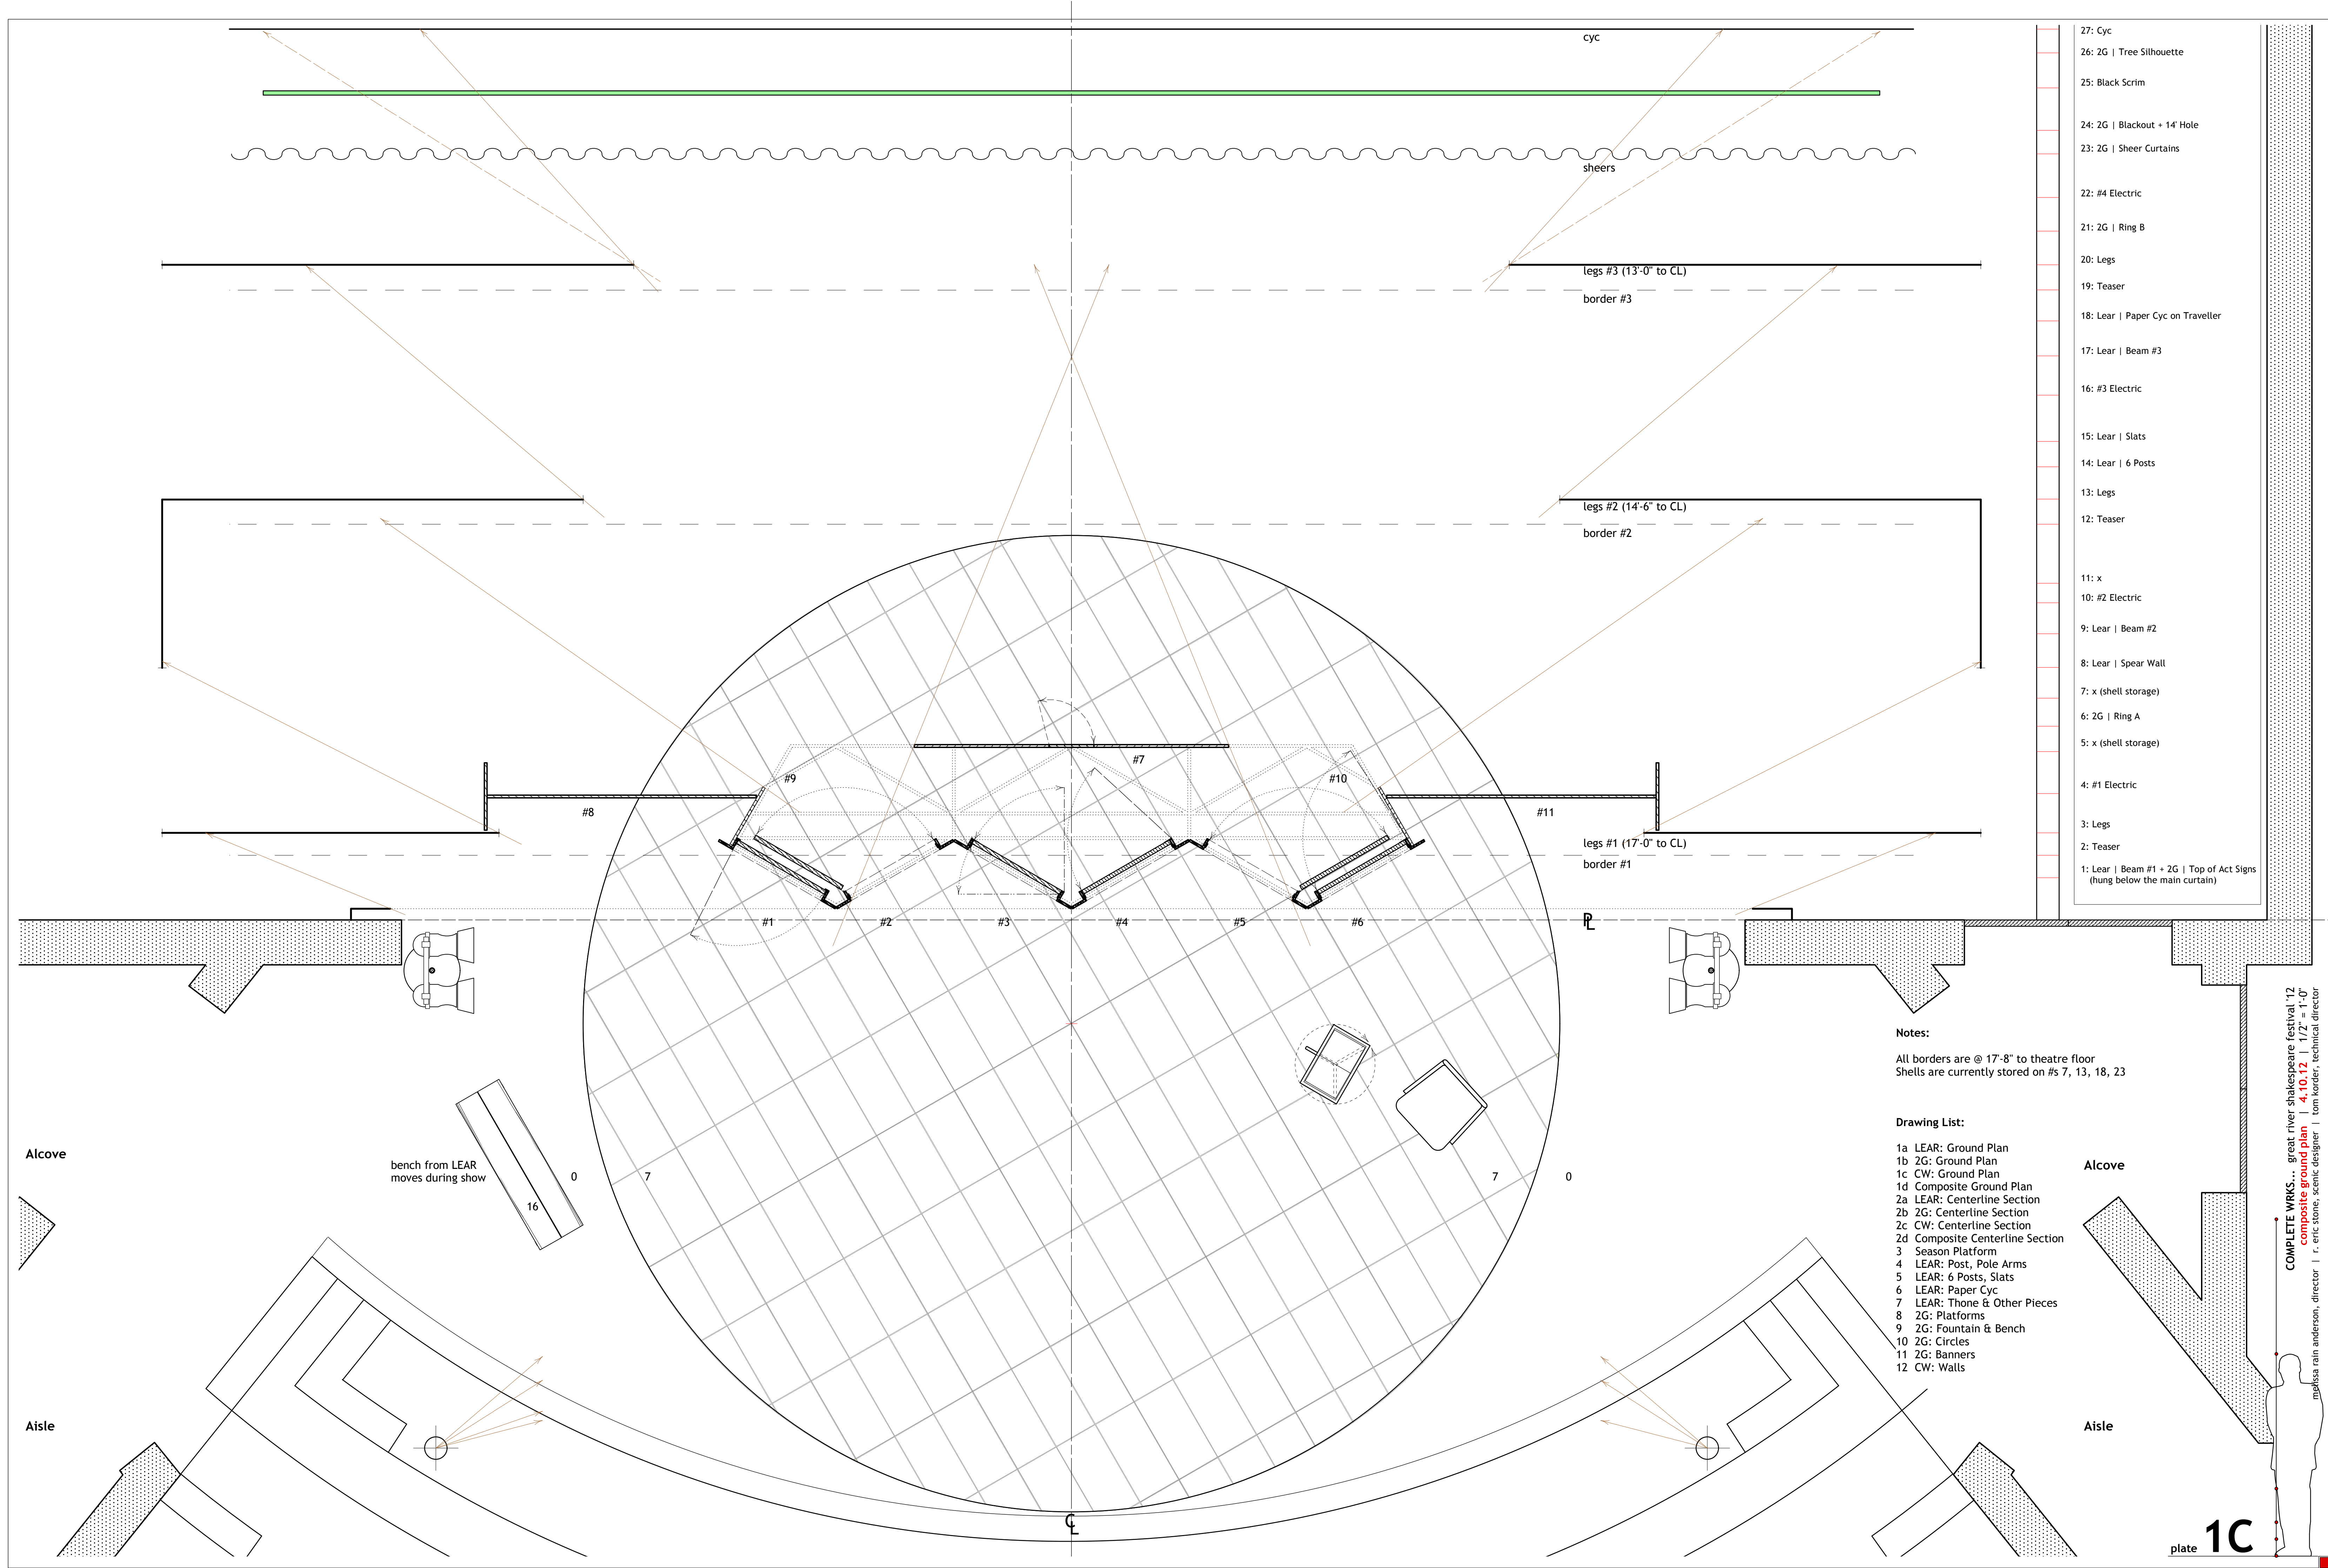 cyc
sheers
legs #3 (13'-0" to CL)
border #3
legs #2 (14'-6" to CL)
border #2
#7
#9
#10
#8
#11
legs #1 (17'-0" to CL)
border #1
#1
#2
#3
#4
#5
#6
PL
27: Cyc
26: 2G | Tree Silhouette
25: Black Scrim
24: 2G | Blackout + 14' Hole
23: 2G | Sheer Curtains
22: #4 Electric
21: 2G | Ring B
20: Legs
19: Teaser
18: Lear | Paper Cyc on Traveller
17: Lear | Beam #3
16: #3 Electric
15: Lear | Slats
14: Lear | 6 Posts
13: Legs
12: Teaser
11: x
10: #2 Electric
9: Lear | Beam #2
8: Lear | Spear Wall
7: x (shell storage)
6: 2G | Ring A
5: x (shell storage)
4: #1 Electric
3: Legs
2: Teaser
1: Lear | Beam #1 + 2G | Top of Act Signs
(hung below the main curtain)
Alcove
bench from LEAR
moves during show
16
0
7
7
0
Aisle
CL
Notes:
All borders are @ 17'-8" to theatre floor
Shells are currently stored on #s 7, 13, 18, 23
Drawing List:
1a LEAR: Ground Plan
1b 2G: Ground Plan
1c CW: Ground Plan
1d Composite Ground Plan
2a LEAR: Centerline Section
2b 2G: Centerline Section
2c CW: Centerline Section
2d Composite Centerline Section
3 Season Platform
4 LEAR: Post, Pole Arms
5 LEAR: 6 Posts, Slats
6 LEAR: Paper Cyc
7 LEAR: Thone & Other Pieces
8 2G: Platforms
9 2G: Fountain & Bench
10 2G: Circles
11 2G: Banners
12 CW: Walls
Alcove
Aisle
COMPLETE WRKS... great river shakespeare festival '12
composite ground plan | 4.10.12 | 1/2" = 1'-0"
melissa rain anderson, director | r. eric stone, scenic designer | tom korder, technical director
plate 1C